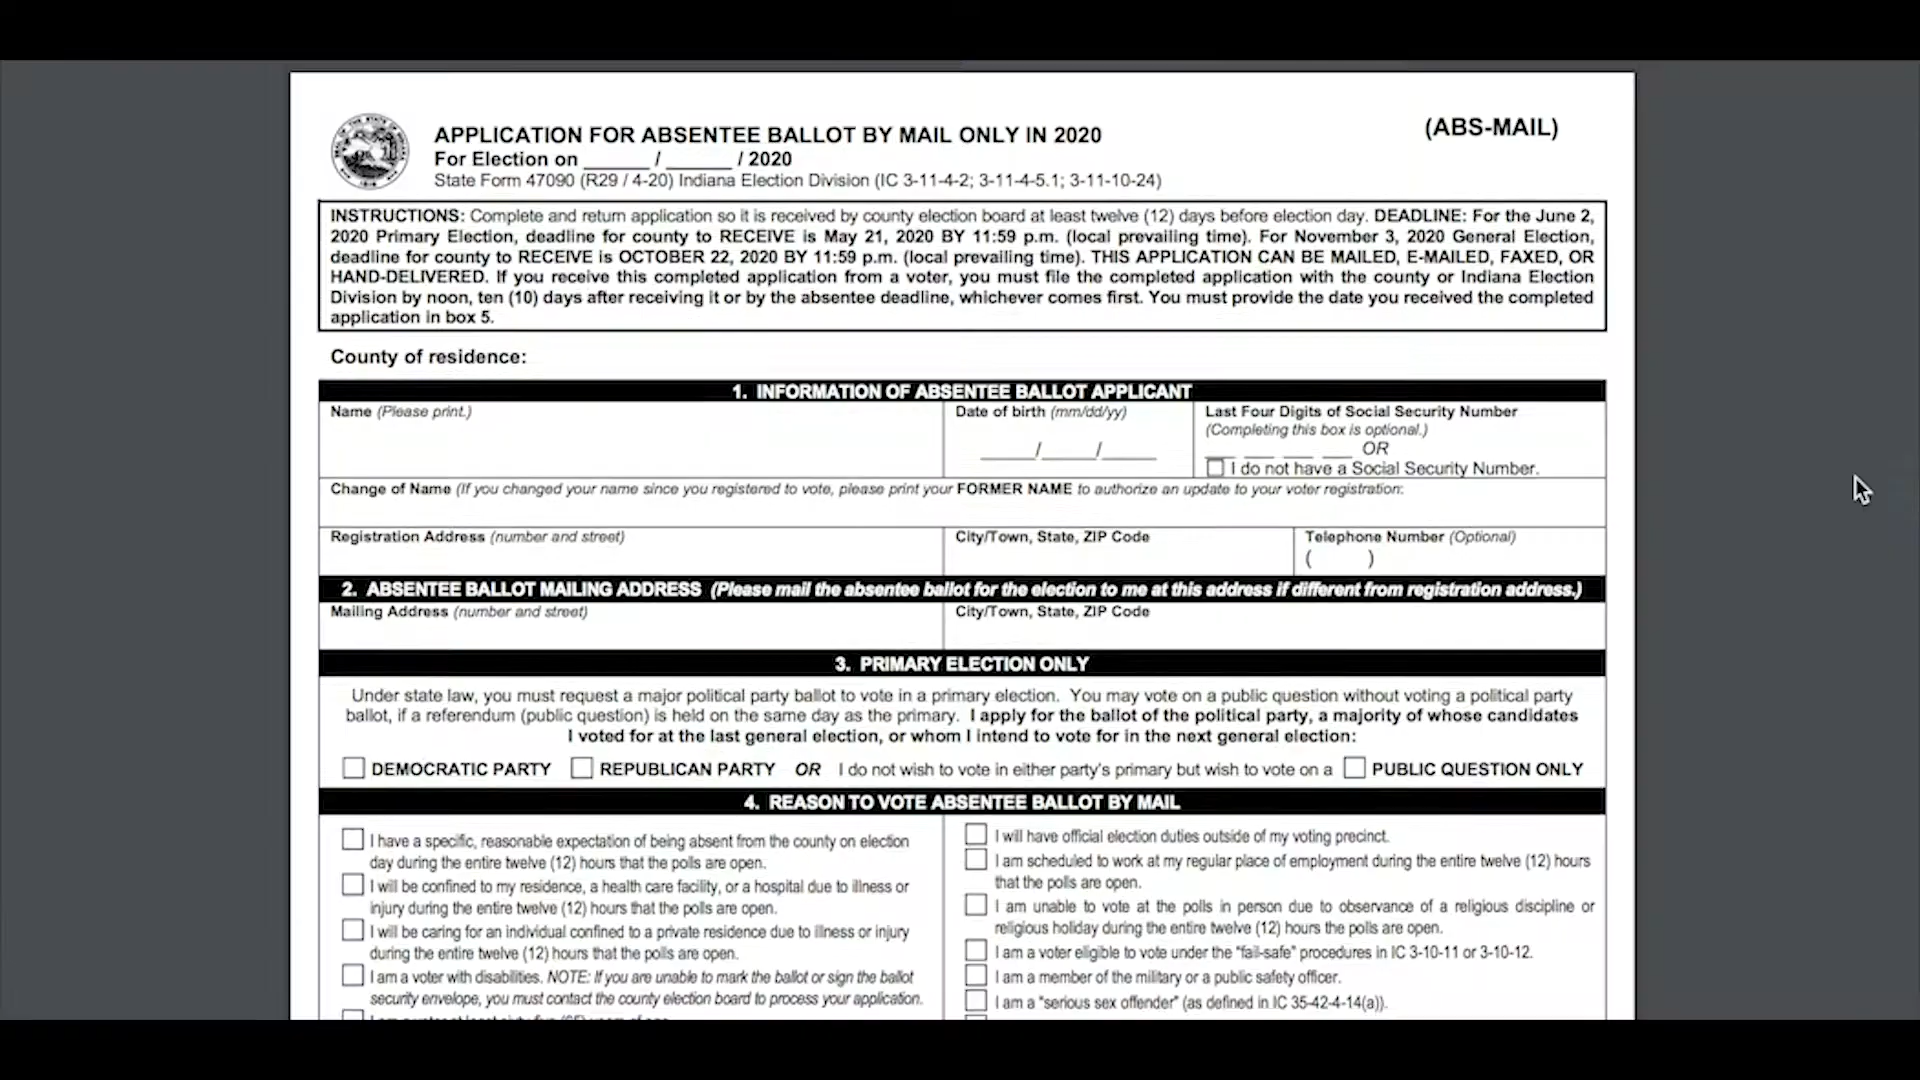 APPLICATION FOR ABSENTEE BALLOT BY MAIL ONLY IN 2020
(ABS-MAIL)
For Election on ______ / ______ / 2020
State Form 47090 (R29 / 4-20) Indiana Election Division (IC 3-11-4-2; 3-11-4-5.1; 3-11-10-24)
INSTRUCTIONS: Complete and return application so it is received by county election board at least twelve (12) days before election day. DEADLINE: For the June 2,
2020 Primary Election, deadline for county to RECEIVE is May 21, 2020 BY 11:59 p.m. (local prevailing time). For November 3, 2020 General Election,
deadline for county to RECEIVE is OCTOBER 22, 2020 BY 11:59 p.m. (local prevailing time). THIS APPLICATION CAN BE MAILED, E-MAILED, FAXED, OR
HAND-DELIVERED. If you receive this completed application from a voter, you must file the completed application with the county or Indiana Election
Division by noon, ten (10) days after receiving it or by the absentee deadline, whichever comes first. You must provide the date you received the completed
application in box 5.
County of residence:
1. INFORMATION OF ABSENTEE BALLOT APPLICANT
Name (Please print.)
Date of birth (mm/dd/yy)
_____/_____/_____
Last Four Digits of Social Security Number
(Completing this box is optional.)
___ ___ ___ ___ OR
I do not have a Social Security Number.
Change of Name (If you changed your name since you registered to vote, please print your FORMER NAME to authorize an update to your voter registration:
Registration Address (number and street)
City/Town, State, ZIP Code
Telephone Number (Optional)
( )
2. ABSENTEE BALLOT MAILING ADDRESS (Please mail the absentee ballot for the election to me at this address if different from registration address.)
Mailing Address (number and street)
City/Town, State, ZIP Code
3. PRIMARY ELECTION ONLY
Under state law, you must request a major political party ballot to vote in a primary election. You may vote on a public question without voting a political party
ballot, if a referendum (public question) is held on the same day as the primary. I apply for the ballot of the political party, a majority of whose candidates
I voted for at the last general election, or whom I intend to vote for in the next general election:
DEMOCRATIC PARTY REPUBLICAN PARTY OR I do not wish to vote in either party's primary but wish to vote on a PUBLIC QUESTION ONLY
4. REASON TO VOTE ABSENTEE BALLOT BY MAIL
I have a specific, reasonable expectation of being absent from the county on election
day during the entire twelve (12) hours that the polls are open.
I will be confined to my residence, a health care facility, or a hospital due to illness or
injury during the entire twelve (12) hours that the polls are open.
I will be caring for an individual confined to a private residence due to illness or injury
during the entire twelve (12) hours that the polls are open.
I am a voter with disabilities. NOTE: If you are unable to mark the ballot or sign the ballot
security envelope, you must contact the county election board to process your application.
I will have official election duties outside of my voting precinct.
I am scheduled to work at my regular place of employment during the entire twelve (12) hours
that the polls are open.
I am unable to vote at the polls in person due to observance of a religious discipline or
religious holiday during the entire twelve (12) hours the polls are open.
I am a voter eligible to vote under the "fail-safe" procedures in IC 3-10-11 or 3-10-12.
I am a member of the military or a public safety officer.
I am a "serious sex offender" (as defined in IC 35-42-4-14(a)).